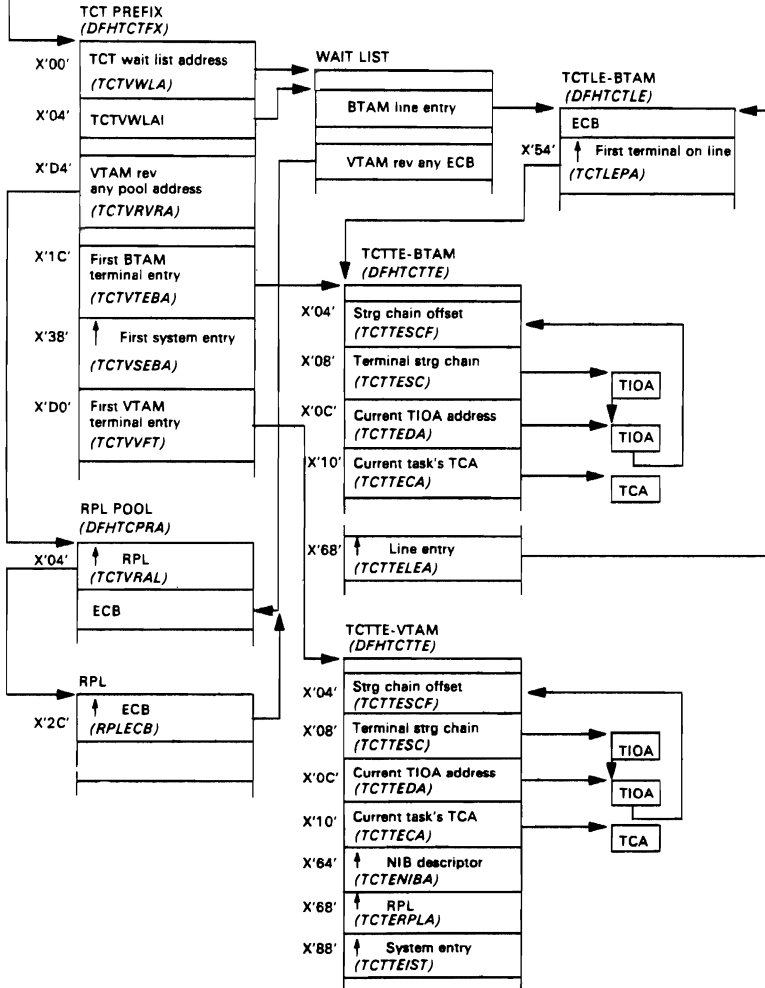 TCT PREFIX
(DFHTCTFX)
X'00' TCT wait list address
(TCTVWLA)
X'04' TCTVWLAI
X'D4' VTAM rev
any pool address
(TCTVRVRA)
X'1C' First BTAM
terminal entry
(TCTVTEBA)
X'38' ↑ First system entry
(TCTVSEBA)
X'D0' First VTAM
terminal entry
(TCTVVFT)
WAIT LIST
BTAM line entry
VTAM rev any ECB
TCTLE-BTAM
(DFHTCTLE)
ECB
X'54' ↑ First terminal on line
(TCTLEPA)
TCTTE-BTAM
(DFHTCTTE)
X'04' Strg chain offset
(TCTTESCF)
X'08' Terminal strg chain
(TCTTESC)
X'0C' Current TIOA address
(TCTTEDA)
X'10' Current task's TCA
(TCTTECA)
X'68' ↑ Line entry
(TCTTELEA)
TIOA
TIOA
TCA
RPL POOL
(DFHTCPRA)
X'04' ↑ RPL
(TCTVRAL)
ECB
RPL
X'2C' ↑ ECB
(RPLECB)
TCTTE-VTAM
(DFHTCTTE)
X'04' Strg chain offset
(TCTTESCF)
X'08' Terminal strg chain
(TCTTESC)
X'0C' Current TIOA address
(TCTTEDA)
X'10' Current task's TCA
(TCTTECA)
X'64' ↑ NIB descriptor
(TCTENIBA)
X'68' ↑ RPL
(TCTERPLA)
X'88' ↑ System entry
(TCTTEIST)
TIOA
TIOA
TCA